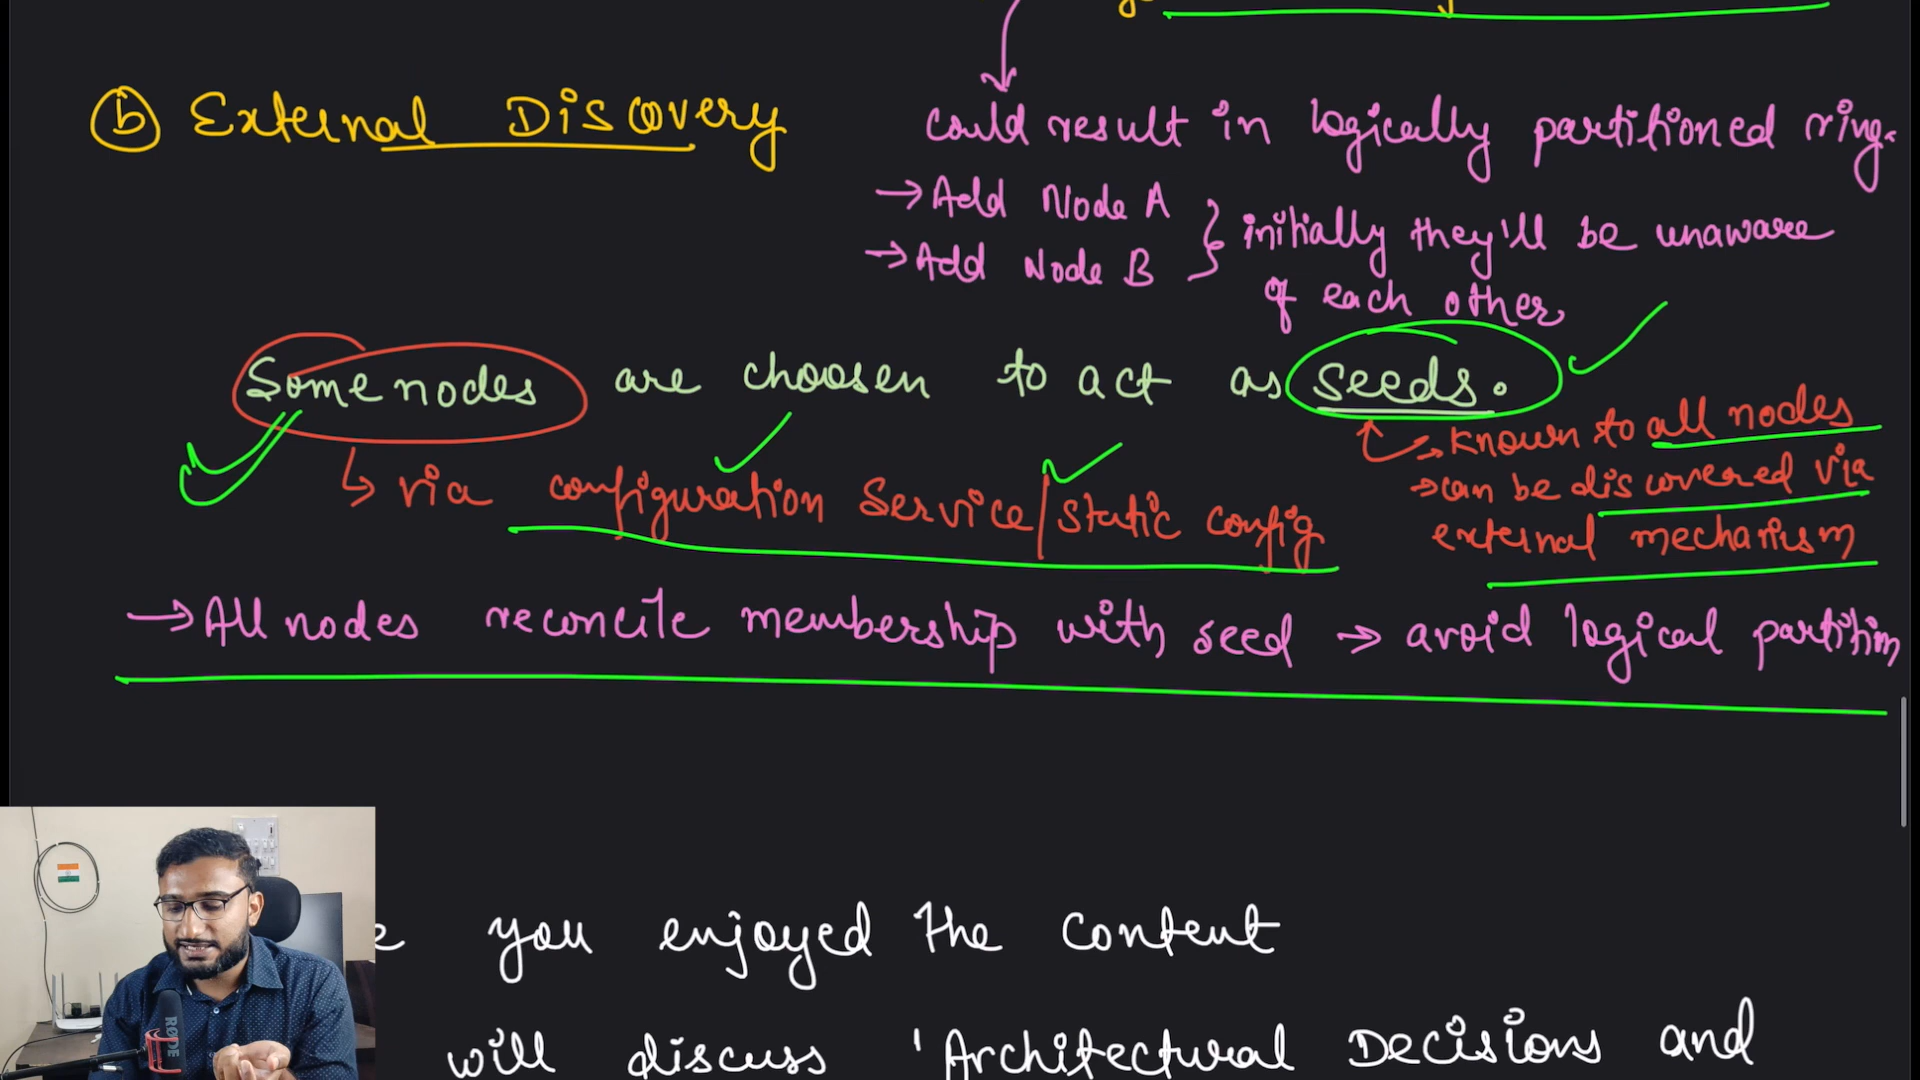 ⓑ External Discovery
could result in logically partitioned ring.
→ Add Node A
→ Add Node B
} initially they'll be unaware
of each other
Some nodes are choosen to act as seeds.
↳ via configuration Service/static config
→ known to all nodes
→ can be discovered via
external mechanism
→ All nodes reconcile membership with seed → avoid logical partition
you enjoyed the content
will discuss 'Architectural Decisions and
RØDE